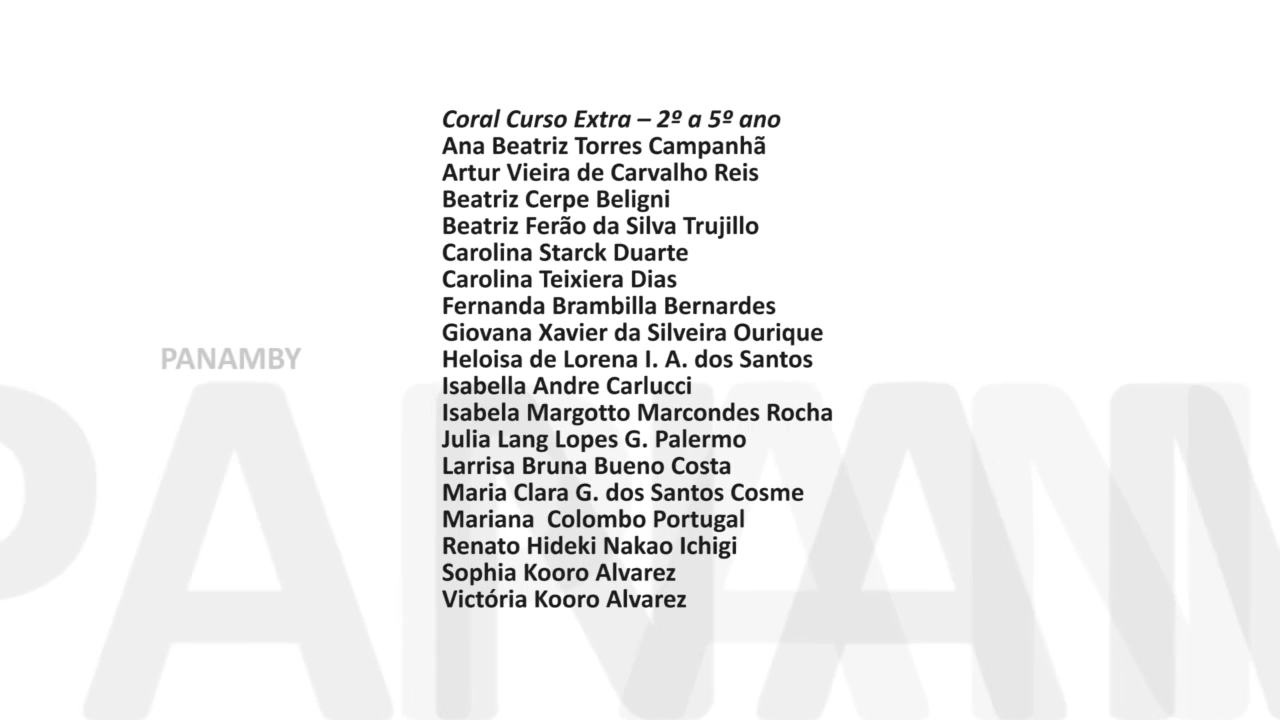 Coral Curso Extra – 2º a 5º ano
Ana Beatriz Torres Campanhã
Artur Vieira de Carvalho Reis
Beatriz Cerpe Beligni
Beatriz Ferão da Silva Trujillo
Carolina Starck Duarte
Carolina Teixiera Dias
Fernanda Brambilla Bernardes
Giovana Xavier da Silveira Ourique
PANAMBY
Heloisa de Lorena I. A. dos Santos
Isabella Andre Carlucci
Isabela Margotto Marcondes Rocha
Julia Lang Lopes G. Palermo
Larrisa Bruna Bueno Costa
Maria Clara G. dos Santos Cosme
Mariana  Colombo Portugal
Renato Hideki Nakao Ichigi
Sophia Kooro Alvarez
Victória Kooro Alvarez